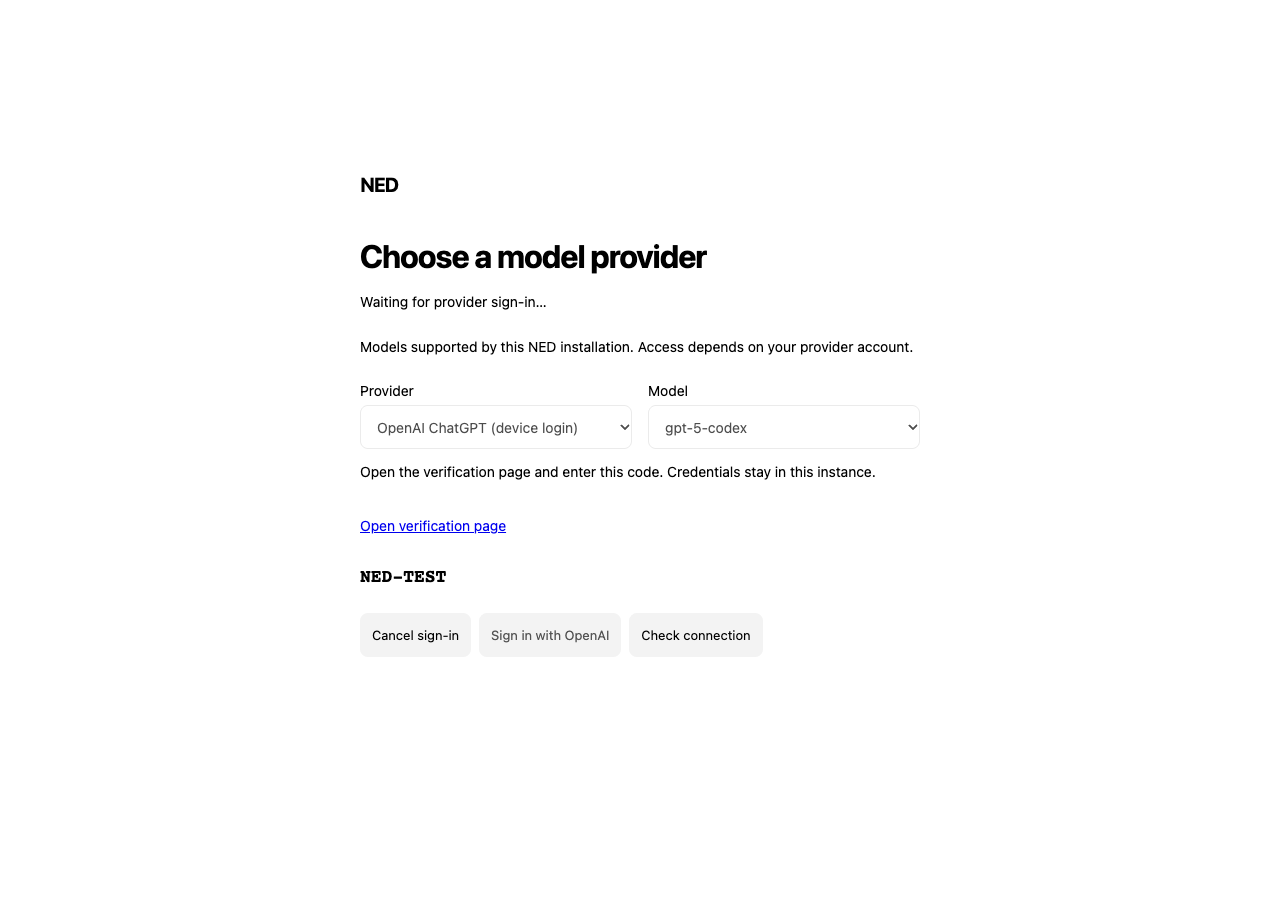 NED
Choose a model provider
Waiting for provider sign-in…
Models supported by this NED installation. Access depends on your provider account.
Provider
Model
OpenAI ChatGPT (device login)
gpt-5-codex
Open the verification page and enter this code. Credentials stay in this instance.
Open verification page
NED-TEST
Cancel sign-in
Sign in with OpenAI
Check connection